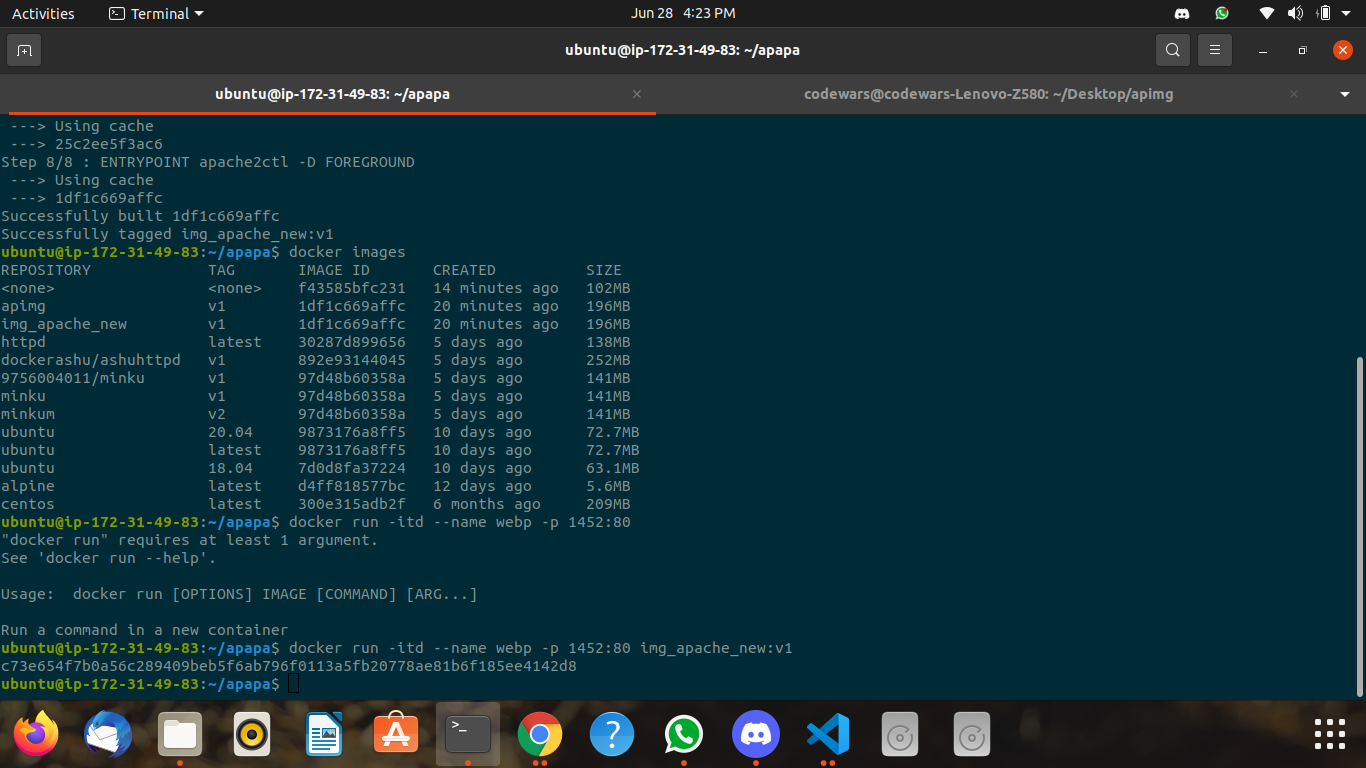 Activities
Terminal
Jun 28 4:23 PM
ubuntu@ip-172-31-49-83: ~/apapa
ubuntu@ip-172-31-49-83: ~/apapa
codewars@codewars-Lenovo-Z580: ~/Desktop/apimg
---> Using cache
---> 25c2ee5f3ac6
Step 8/8 : ENTRYPOINT apache2ctl -D FOREGROUND
---> Using cache
---> 1df1c669affc
Successfully built 1df1c669affc
Successfully tagged img_apache_new:v1
ubuntu@ip-172-31-49-83:~/apapa$ docker images
REPOSITORY TAG IMAGE ID CREATED SIZE
<none> <none> f43585bfc231 14 minutes ago 102MB
apimg v1 1df1c669affc 20 minutes ago 196MB
img_apache_new v1 1df1c669affc 20 minutes ago 196MB
httpd latest 30287d899656 5 days ago 138MB
dockerashu/ashuhttpd v1 892e93144045 5 days ago 252MB
9756004011/minku v1 97d48b60358a 5 days ago 141MB
minku v1 97d48b60358a 5 days ago 141MB
minkum v2 97d48b60358a 5 days ago 141MB
ubuntu 20.04 9873176a8ff5 10 days ago 72.7MB
ubuntu latest 9873176a8ff5 10 days ago 72.7MB
ubuntu 18.04 7d0d8fa37224 10 days ago 63.1MB
alpine latest d4ff818577bc 12 days ago 5.6MB
centos latest 300e315adb2f 6 months ago 209MB
ubuntu@ip-172-31-49-83:~/apapa$ docker run -itd --name webp -p 1452:80
"docker run" requires at least 1 argument.
See 'docker run --help'.
Usage:  docker run [OPTIONS] IMAGE [COMMAND] [ARG...]
Run a command in a new container
ubuntu@ip-172-31-49-83:~/apapa$ docker run -itd --name webp -p 1452:80 img_apache_new:v1
c73e654f7b0a56c289409beb5f6ab796f0113a5fb20778ae81b6f185ee4142d8
ubuntu@ip-172-31-49-83:~/apapa$